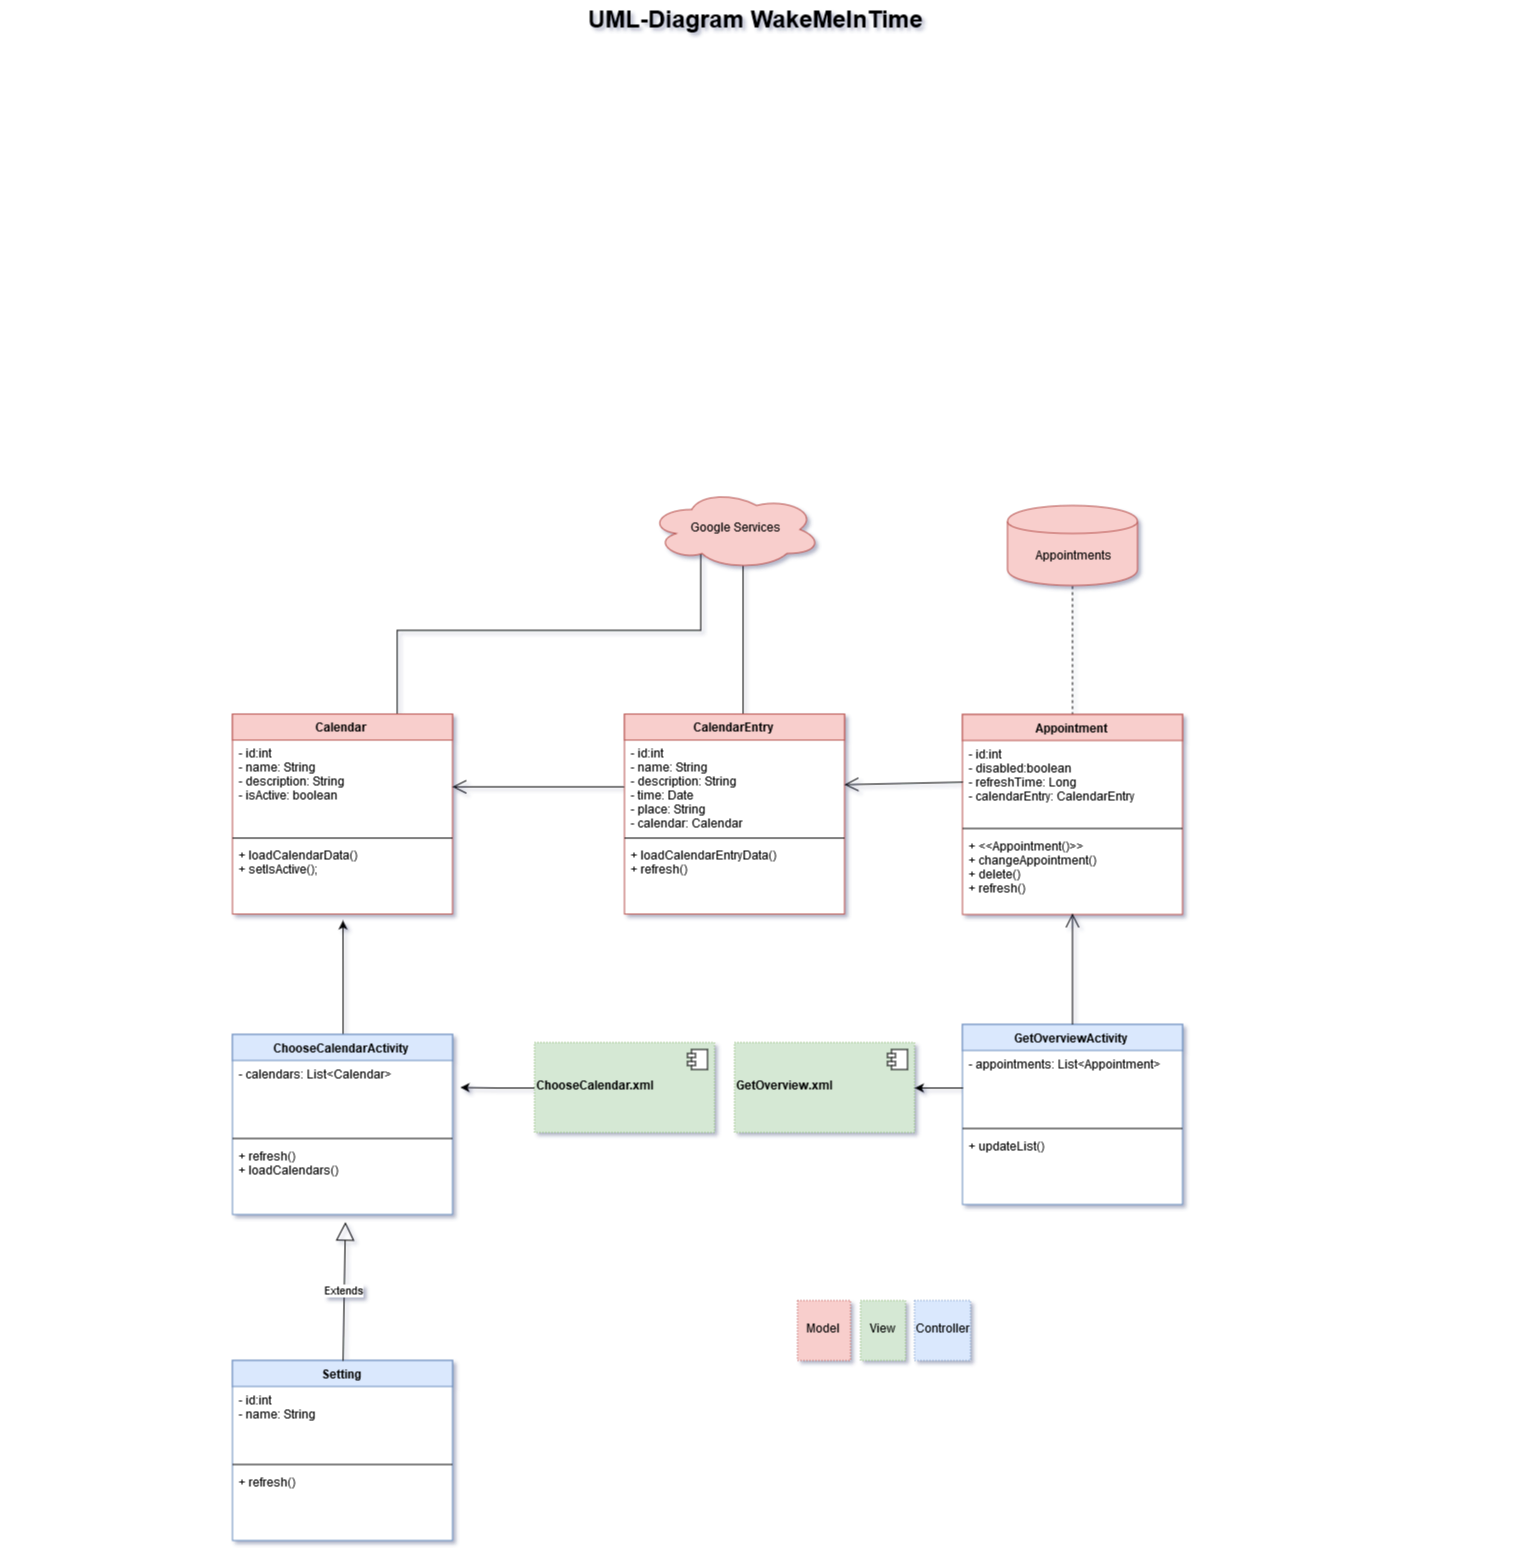 UML-Diagram WakeMeInTime
Google Services
Appointments
Calendar
- id:int
- name: String
- description: String
- isActive: boolean
+ loadCalendarData()
+ setIsActive();
CalendarEntry
- id:int
- name: String
- description: String
- time: Date
- place: String
- calendar: Calendar
+ loadCalendarEntryData()
+ refresh()
Appointment
- id:int
- disabled:boolean
- refreshTime: Long
- calendarEntry: CalendarEntry
+ <<Appointment()>>
+ changeAppointment()
+ delete()
+ refresh()
ChooseCalendarActivity
- calendars: List<Calendar>
+ refresh()
+ loadCalendars()
ChooseCalendar.xml
GetOverview.xml
GetOverviewActivity
- appointments: List<Appointment>
+ updateList()
Extends
Setting
- id:int
- name: String
+ refresh()
Model
View
Controller